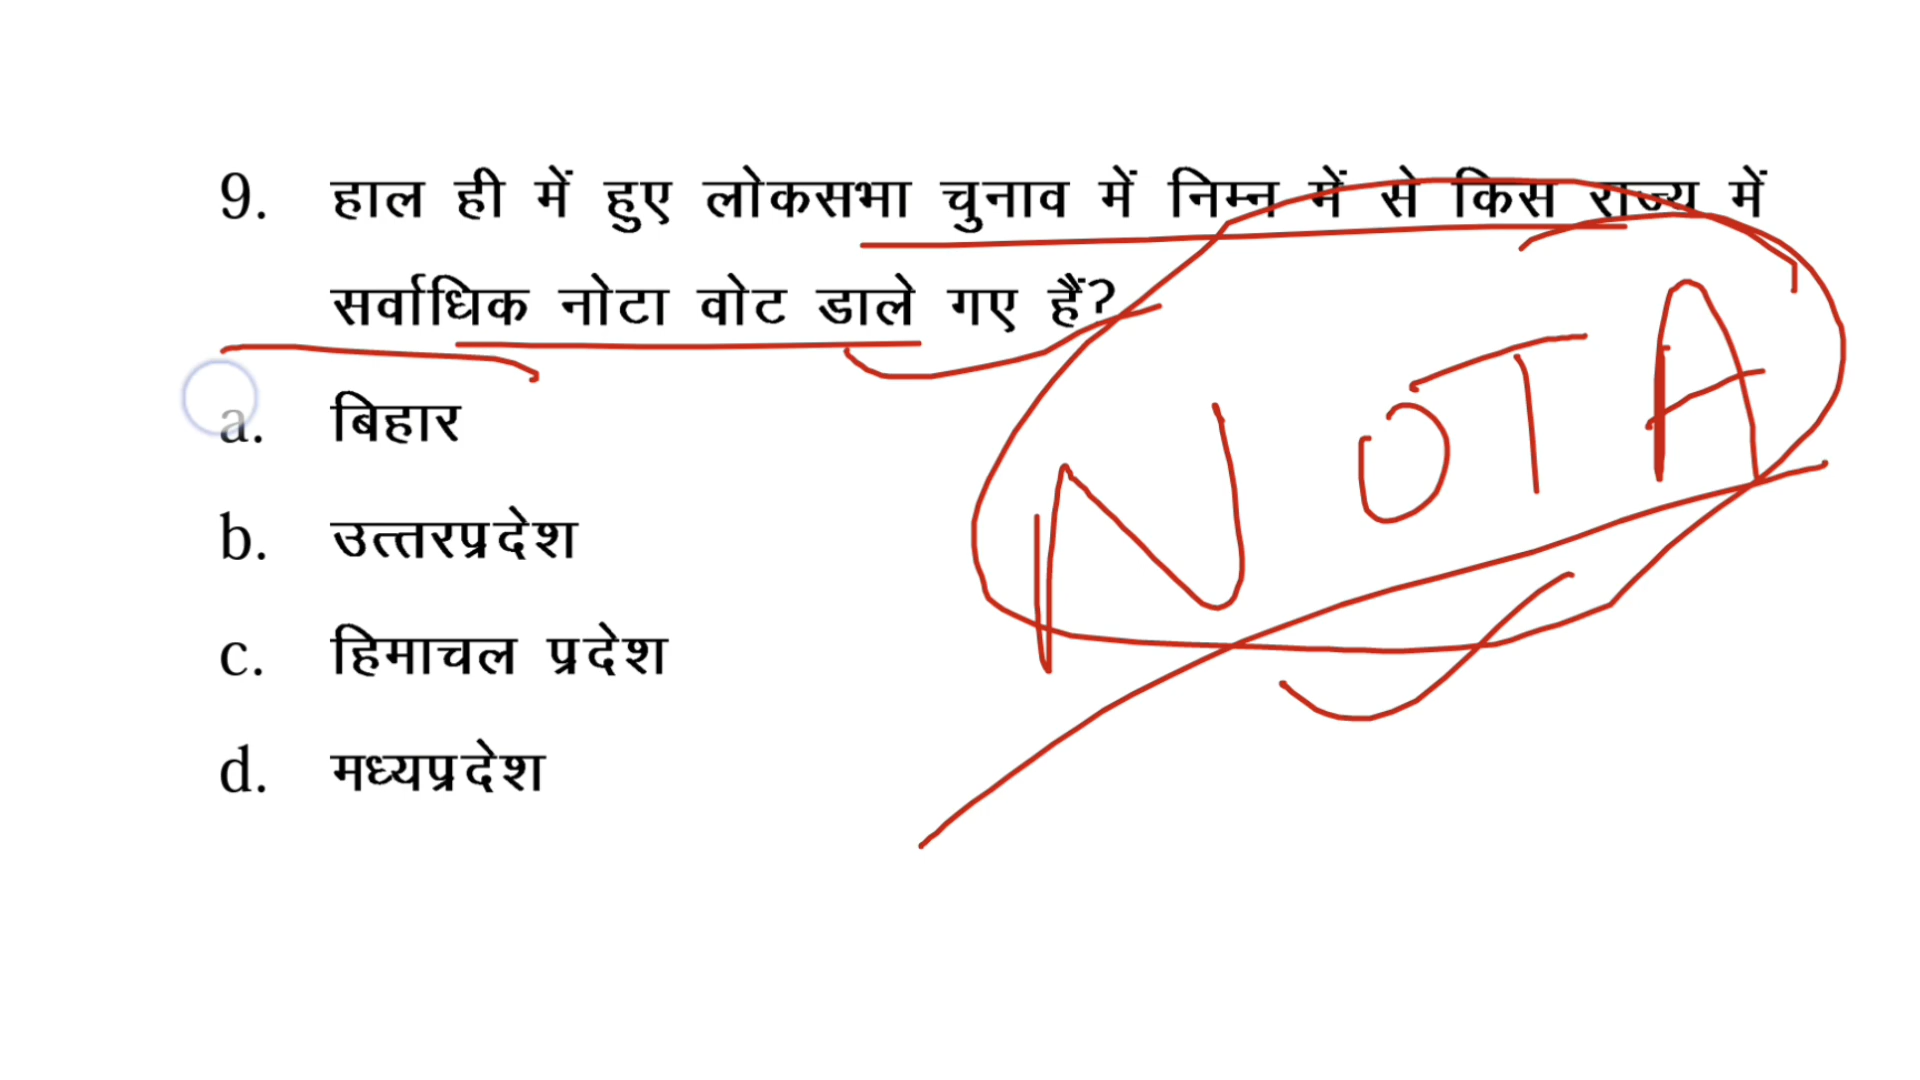 9. हाल ही में हुए लोकसभा चुनाव में निम्न में से किस राज्य में
सर्वाधिक नोटा वोट डाले गए हैं?
NOTA
a. बिहार
b. उत्तरप्रदेश
c. हिमाचल प्रदेश
d. मध्यप्रदेश